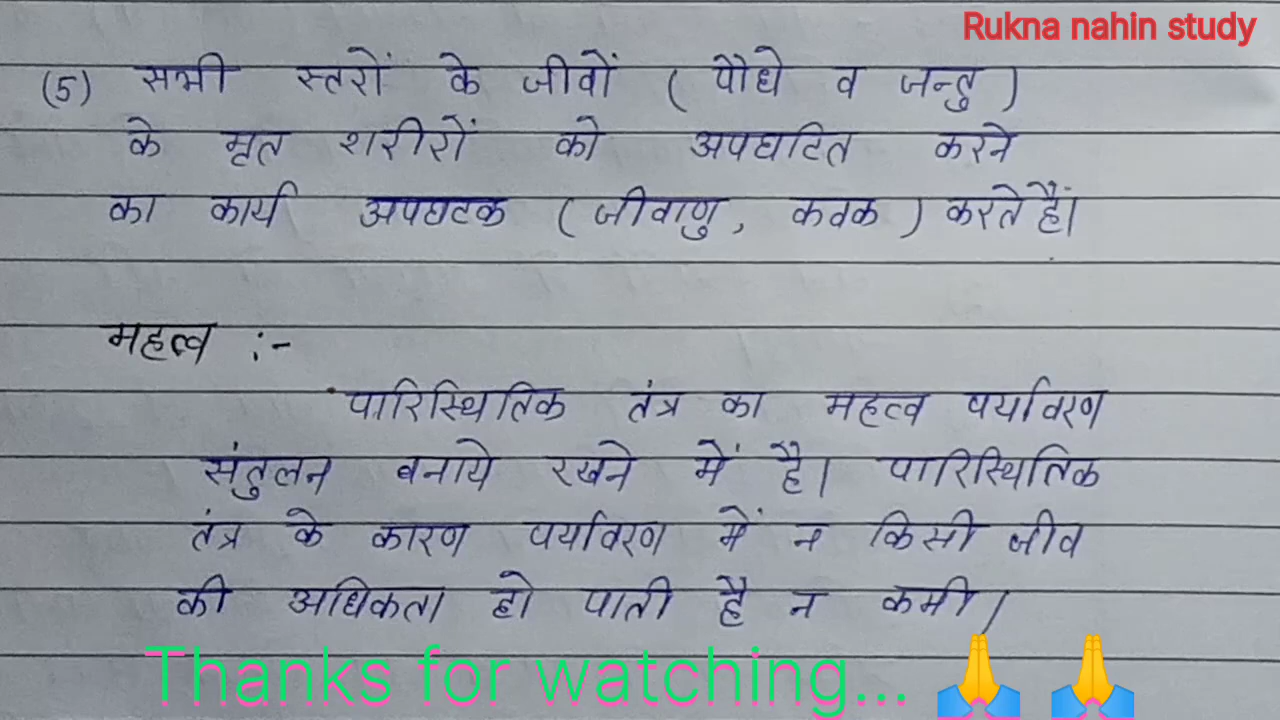 Rukna nahin study
(5) सभी स्तरों के जीवों ( पौधे व जन्तु )
के मृत शरीरों को अपघटित करने
का कार्य अपघटक ( जीवाणु, कवक ) करते हैं।
महत्व :-
पारिस्थितिक तंत्र का महत्व पर्यावरण
संतुलन बनाये रखने में है। पारिस्थितिक
तंत्र के कारण पर्यावरण में न किसी जीव
की अधिकता हो पाती है न कमी।
Thanks for watching... 🙏 🙏